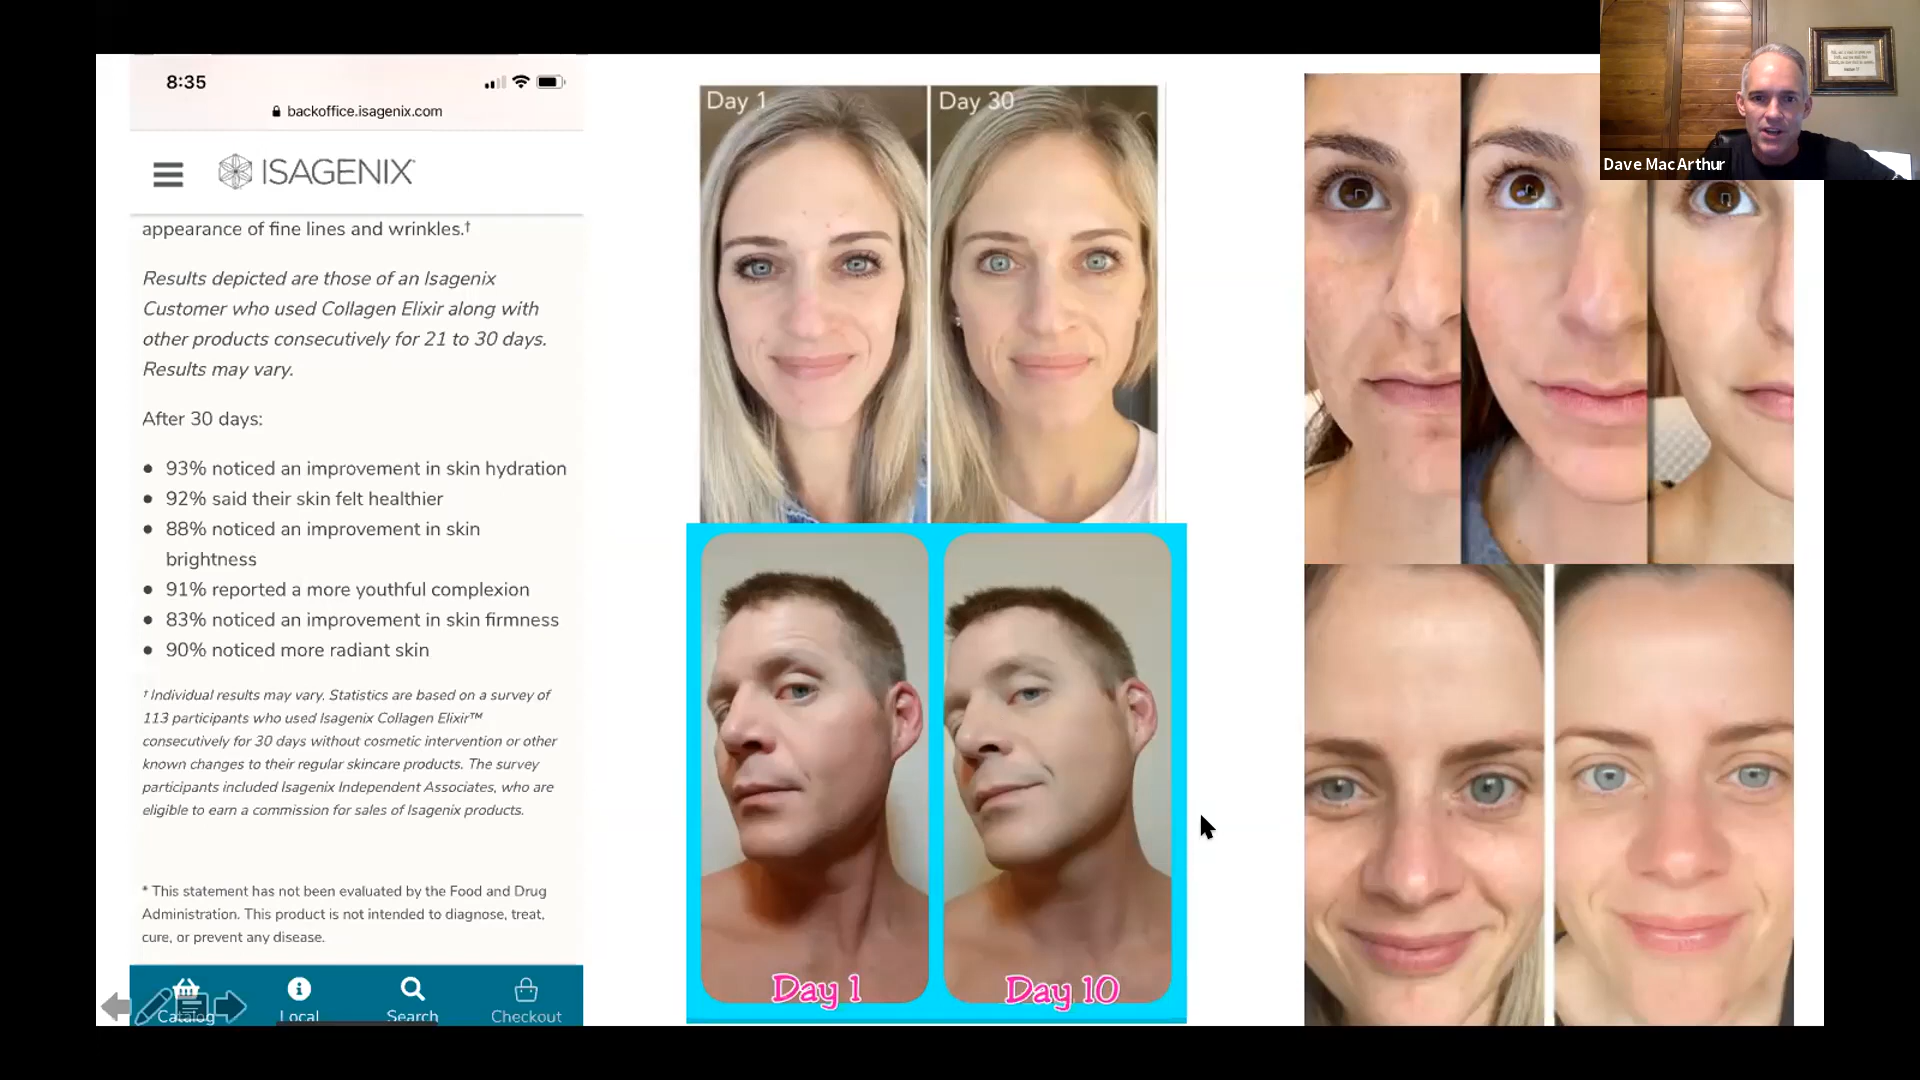 8:35
backoffice.isagenix.com
ISAGENIX
appearance of fine lines and wrinkles.†
Results depicted are those of an Isagenix
Customer who used Collagen Elixir along with
other products consecutively for 21 to 30 days.
Results may vary.
After 30 days:
● 93% noticed an improvement in skin hydration
● 92% said their skin felt healthier
● 88% noticed an improvement in skin
brightness
● 91% reported a more youthful complexion
● 83% noticed an improvement in skin firmness
● 90% noticed more radiant skin
† Individual results may vary. Statistics are based on a survey of
113 participants who used Isagenix Collagen Elixir™
consecutively for 30 days without cosmetic intervention or other
known changes to their regular skincare products. The survey
participants included Isagenix Independent Associates, who are
eligible to earn a commission for sales of Isagenix products.
* This statement has not been evaluated by the Food and Drug
Administration. This product is not intended to diagnose, treat,
cure, or prevent any disease.
Catalog
Local
Search
Checkout
Day 1
Day 30
Day 1
Day 10
Dave MacArthur